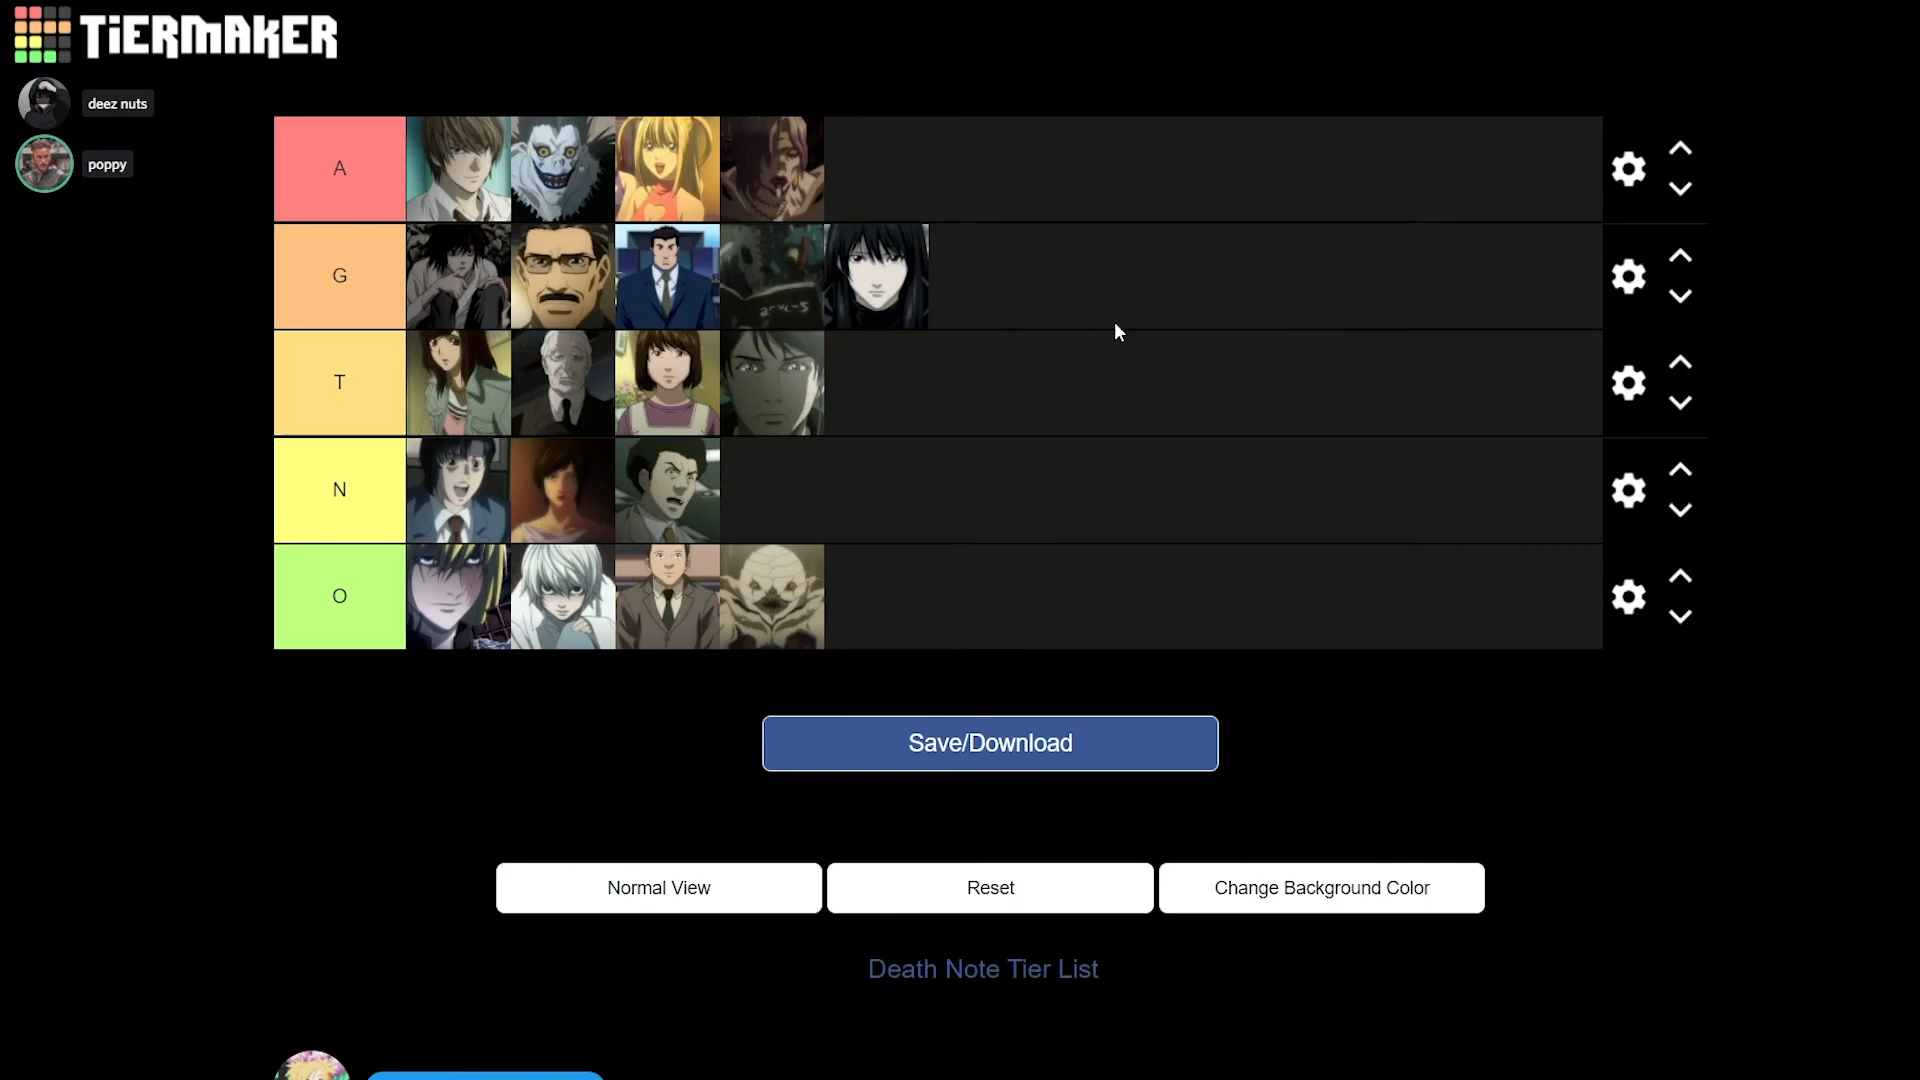 TiERMAKER
deez nuts
poppy
A
G
T
N
O
Save/Download
Normal View
Reset
Change Background Color
Death Note Tier List